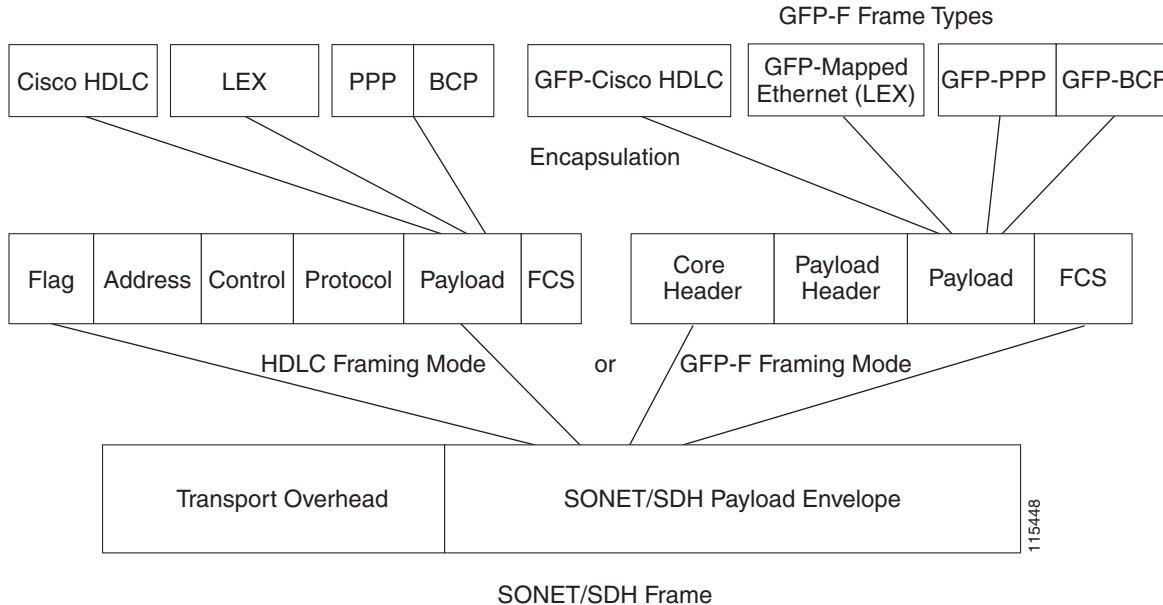 GFP-F Frame Types
Cisco HDLC
LEX
PPP
BCP
GFP-Cisco HDLC
GFP-Mapped
Ethernet (LEX)
GFP-PPP
GFP-BCP
Encapsulation
Flag
Address
Control
Protocol
Payload
FCS
Core
Header
Payload
Header
Payload
FCS
HDLC Framing Mode
or
GFP-F Framing Mode
Transport Overhead
SONET/SDH Payload Envelope
115448
SONET/SDH Frame